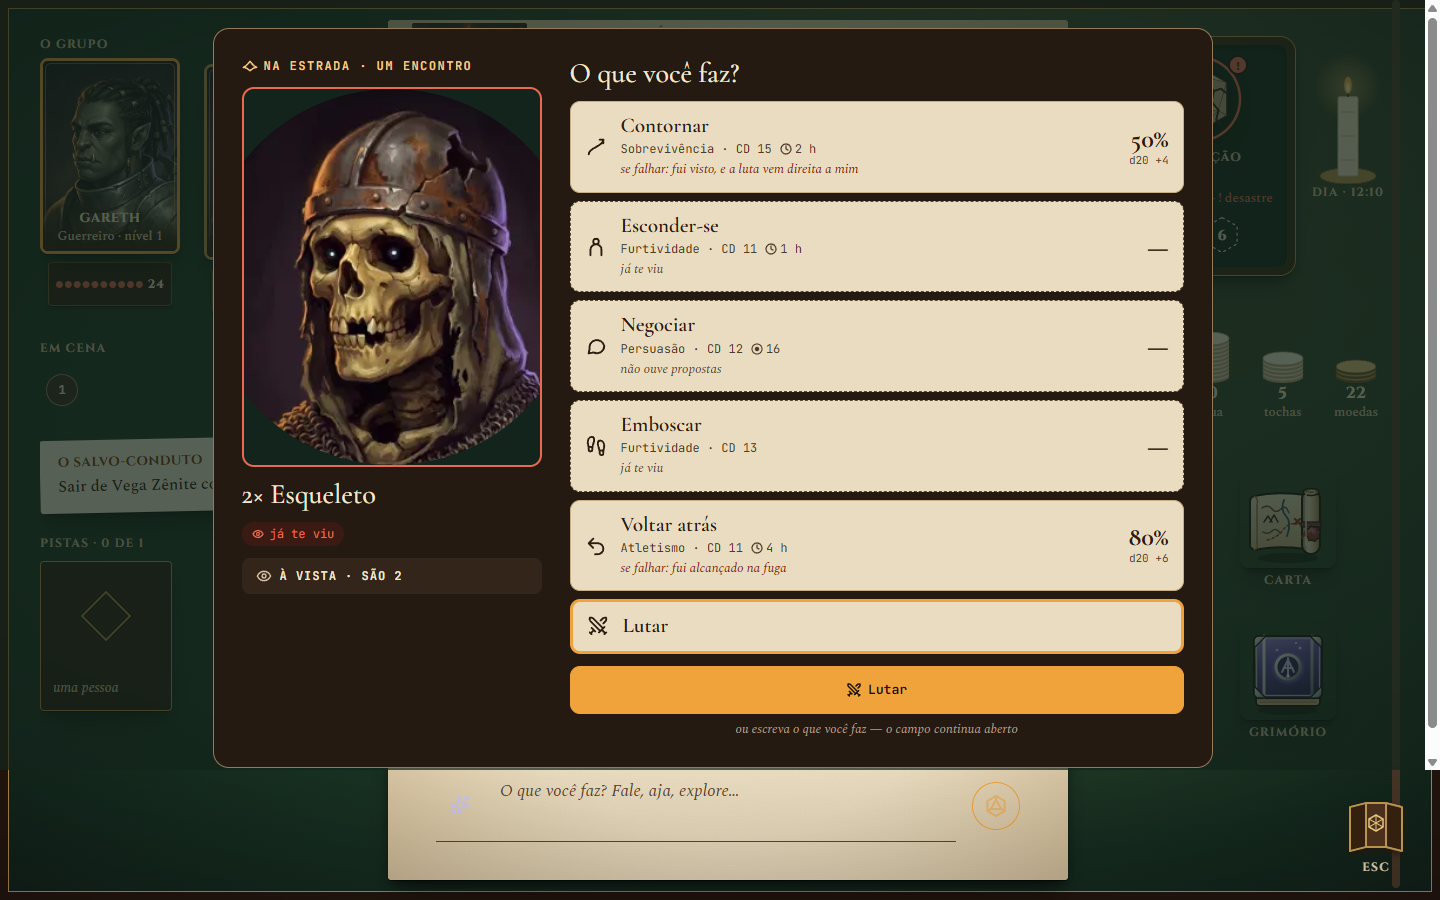 O GRUPO
GARETH
Guerreiro · nível 1
24
EM CENA
1
O SALVO-CONDUTO
Sair de Vega Zênite co
PISTAS · 0 DE 1
uma pessoa
NA ESTRADA · UM ENCONTRO
2× Esqueleto
já te viu
À VISTA · SÃO 2
O que você faz?
Contornar
Sobrevivência · CD 15 2 h
se falhar: fui visto, e a luta vem direita a mim
50%
d20 +4
Esconder-se
Furtividade · CD 11 1 h
já te viu
—
Negociar
Persuasão · CD 12 16
não ouve propostas
—
Emboscar
Furtividade · CD 13
já te viu
—
Voltar atrás
Atletismo · CD 11 4 h
se falhar: fui alcançado na fuga
80%
d20 +6
Lutar
Lutar
ou escreva o que você faz — o campo continua aberto
O que você faz? Fale, aja, explore...
!
ÇÃO
! desastre
6
DIA · 12:10
ua
5
tochas
22
moedas
CARTA
GRIMÓRIO
ESC